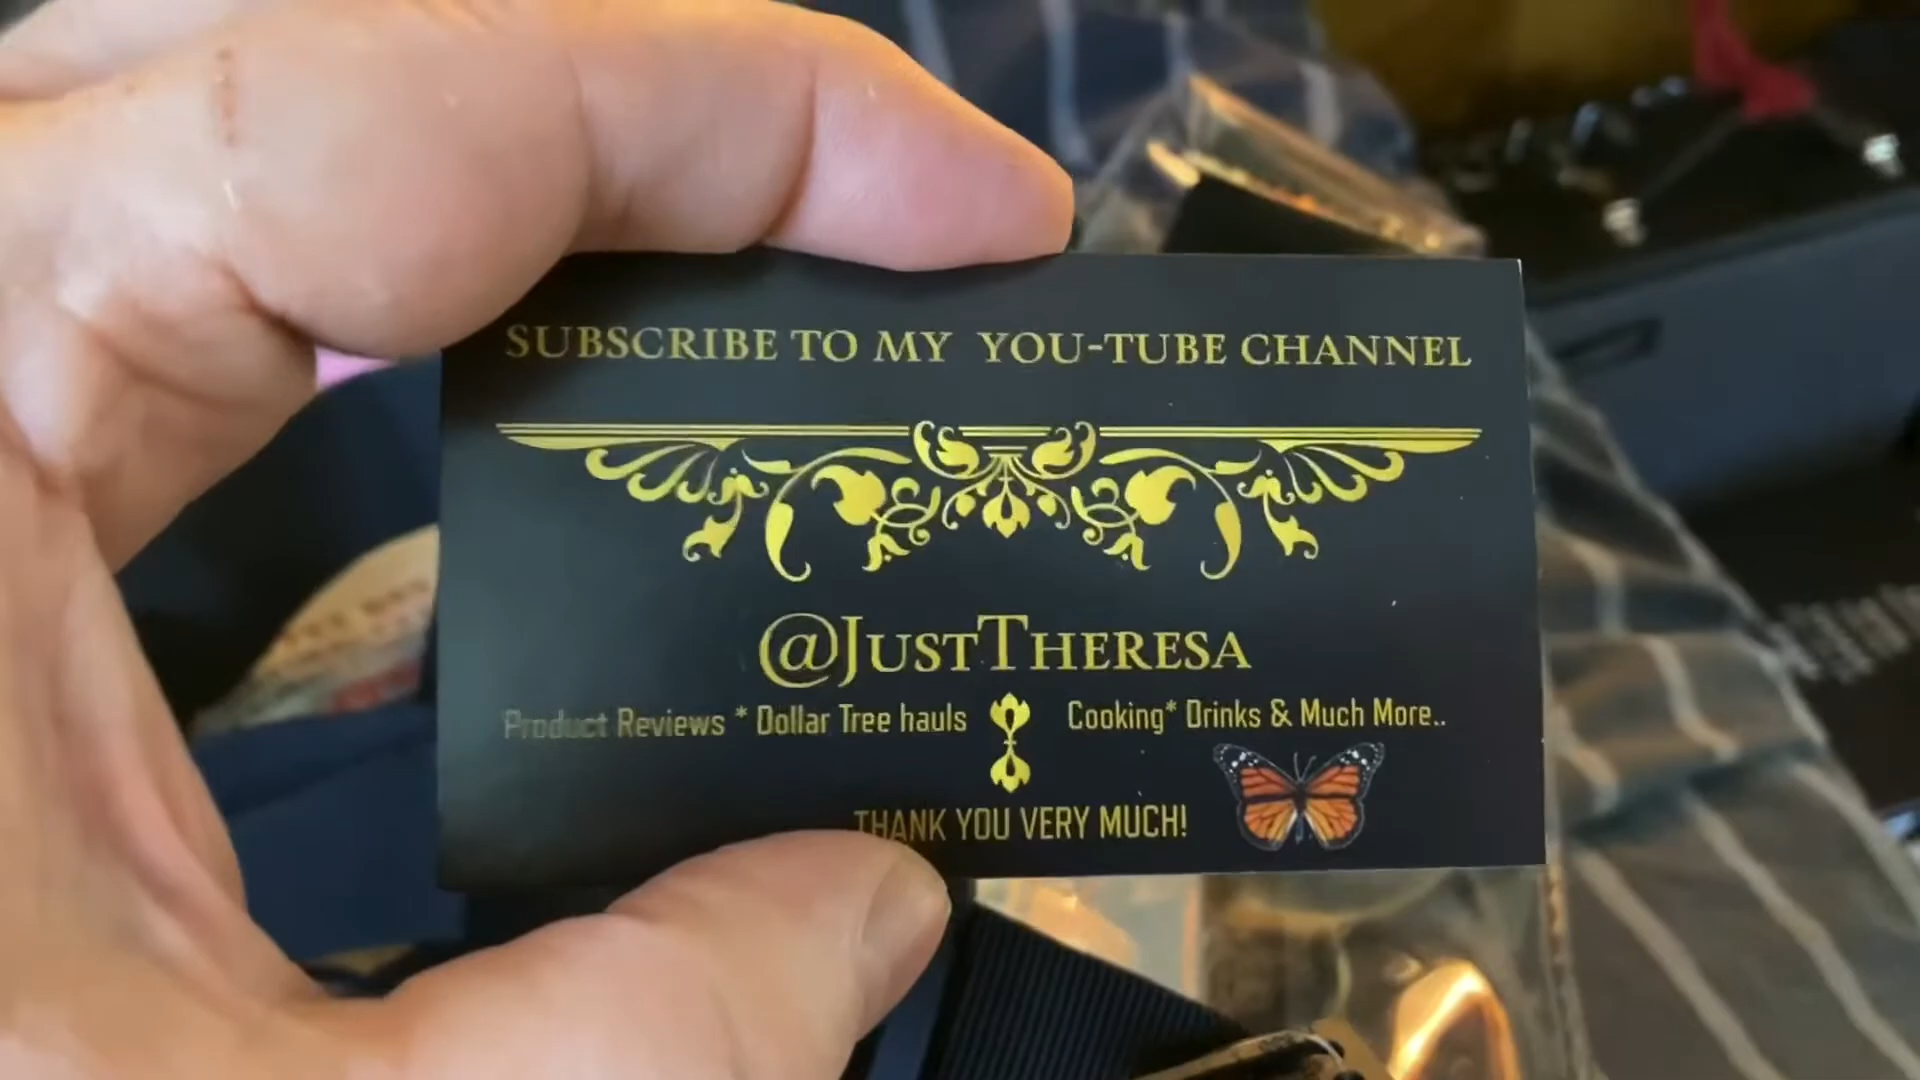 SUBSCRIBE TO MY YOU-TUBE CHANNEL
@JUSTTHERESA
Product Reviews * Dollar Tree hauls Cooking* Drinks & Much More..
THANK YOU VERY MUCH!